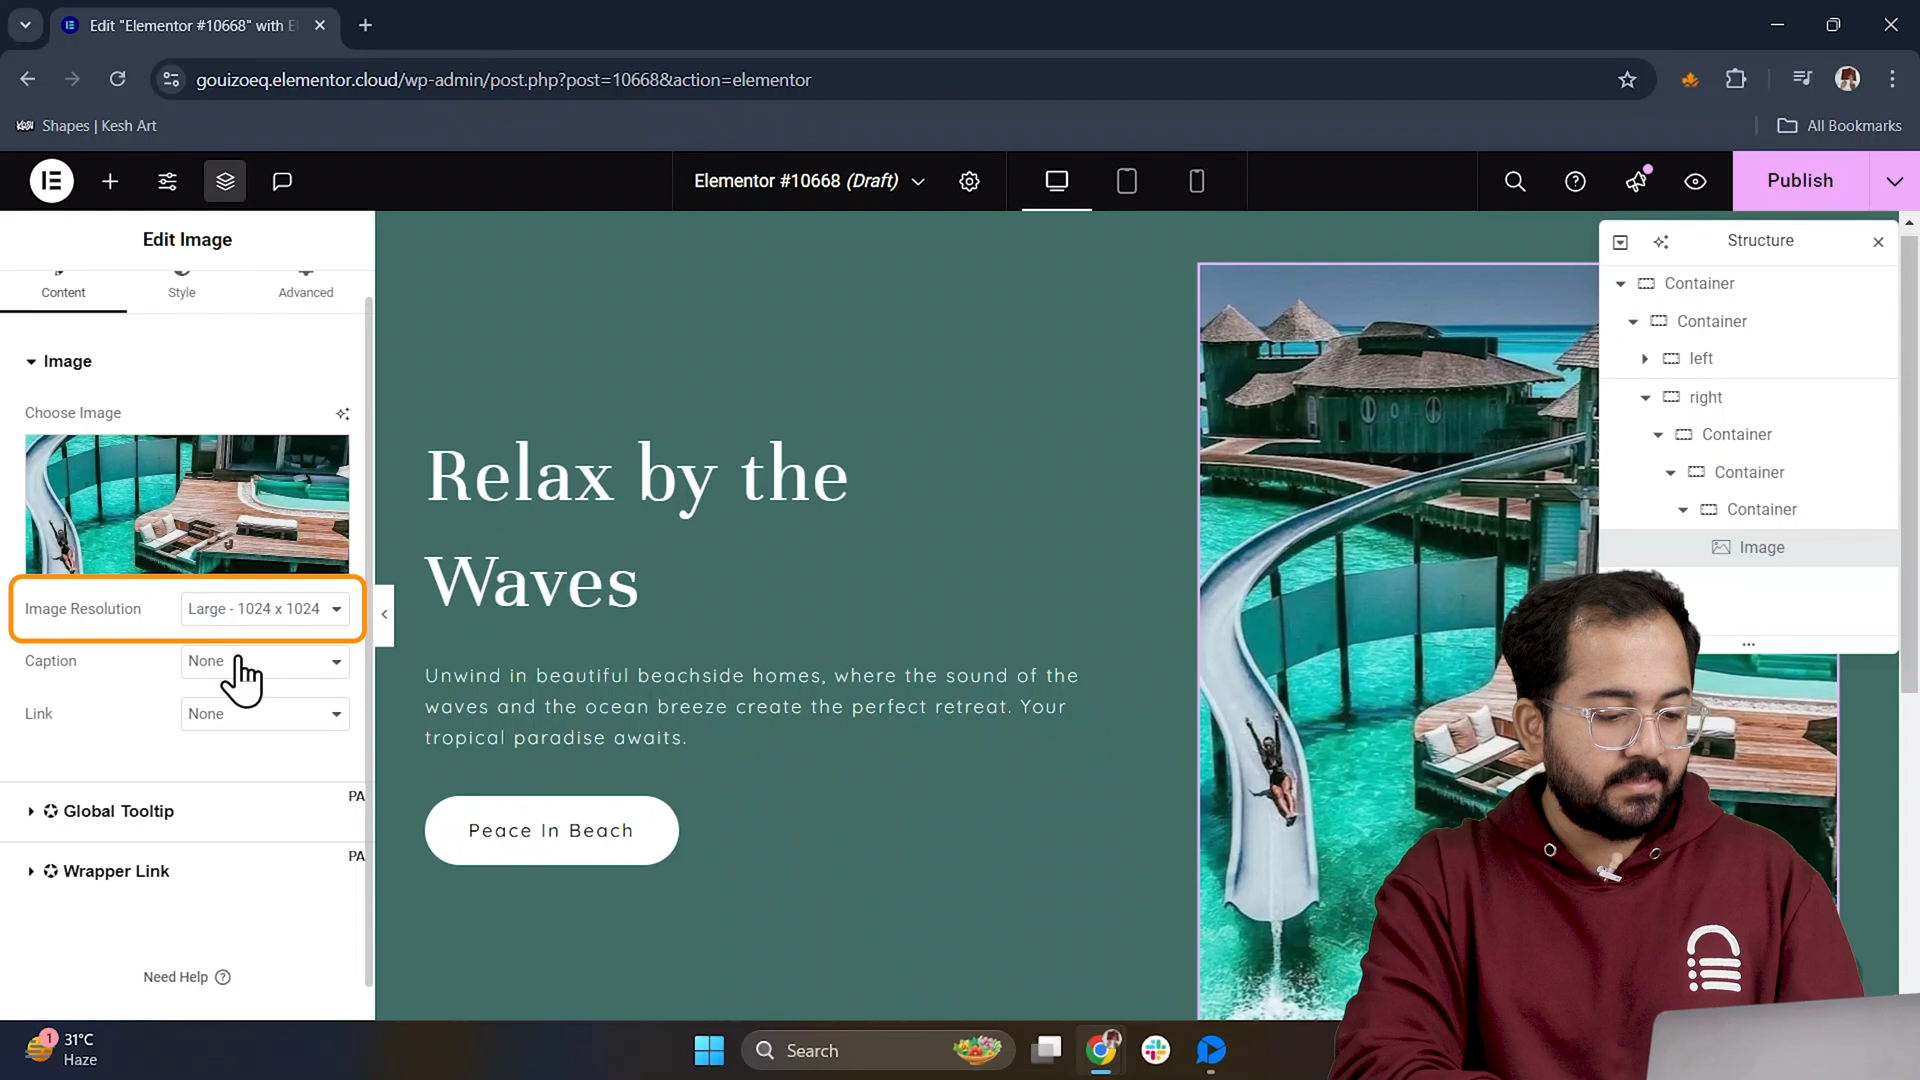 Edit "Elementor #10668" with E
gouizoeq.elementor.cloud/wp-admin/post.php?post=10668&action=elementor
Shapes | Kesh Art
All Bookmarks
Elementor #10668 (Draft)
Publish
Edit Image
Content
Style
Advanced
Image
Choose Image
Image Resolution
Large - 1024 x 1024
Caption
None
Link
None
Global Tooltip
PA
Wrapper Link
PA
Need Help
Relax by the
Waves
Unwind in beautiful beachside homes, where the sound of the
waves and the ocean breeze create the perfect retreat. Your
tropical paradise awaits.
Peace In Beach
Structure
Container
Container
left
right
Container
Container
Container
Image
1
31°C
Haze
Search